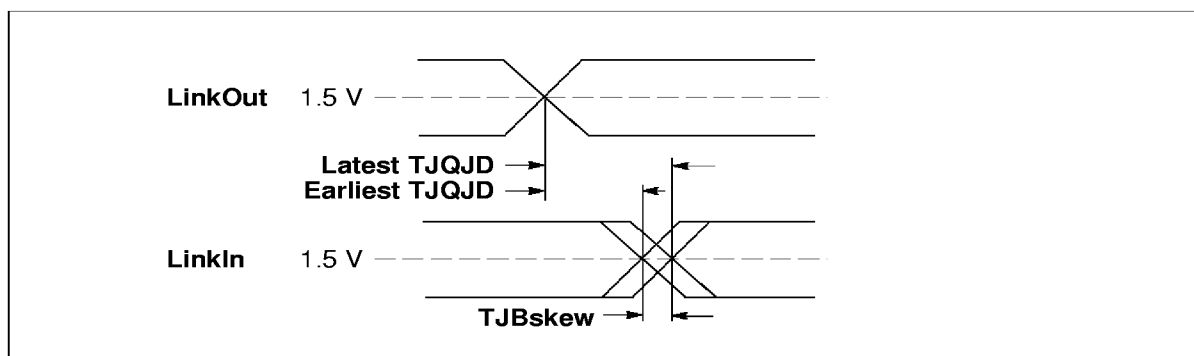 LinkOut 1.5 V
Latest TJQJD
Earliest TJQJD
LinkIn 1.5 V
TJBskew